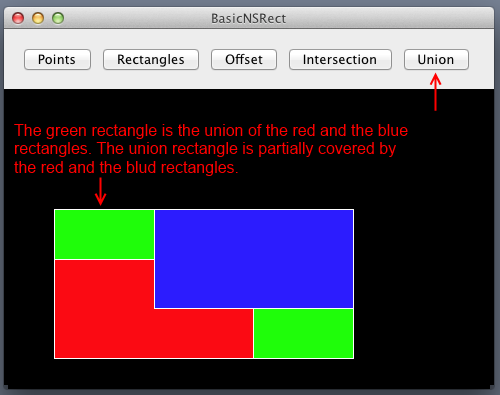 BasicNSRect
Points Rectangles Offset Intersection Union
The green rectangle is the union of the red and the blue
rectangles. The union rectangle is partially covered by
the red and the blud rectangles.